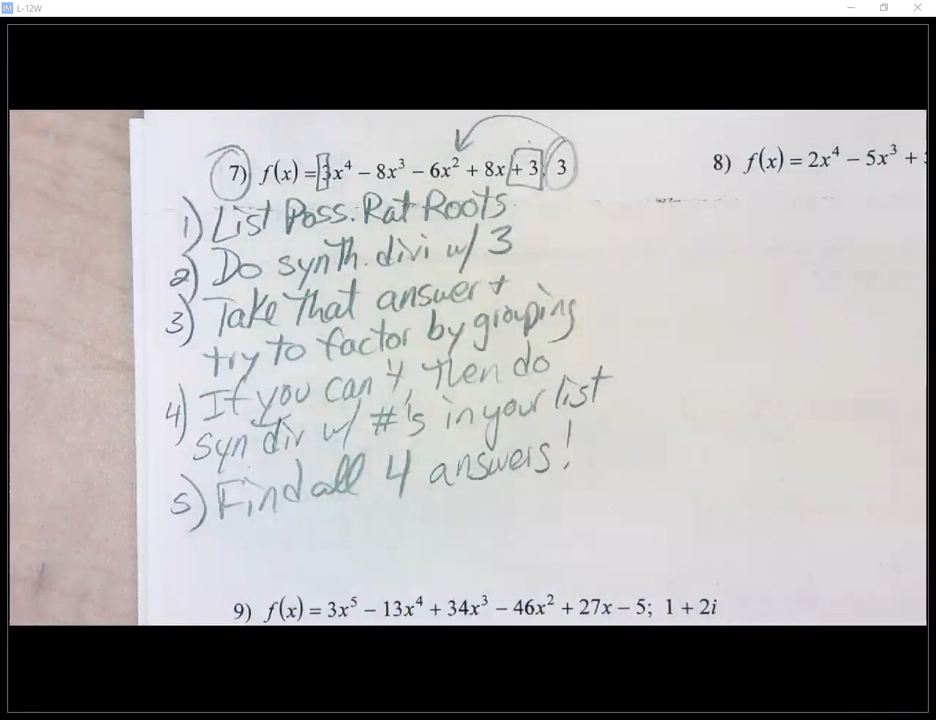 L-12W
7) f(x) = 3x⁴ − 8x³ − 6x² + 8x + 3; 3
8) f(x) = 2x⁴ − 5x³ +
1) List Poss. Rat Roots
2) Do synth. divi w/ 3
3) Take that answer +
try to factor by grouping
4) If you can't, then do
syn div w/ #'s in your list
5) Find all 4 answers!
9) f(x) = 3x⁵ − 13x⁴ + 34x³ − 46x² + 27x − 5; 1 + 2i